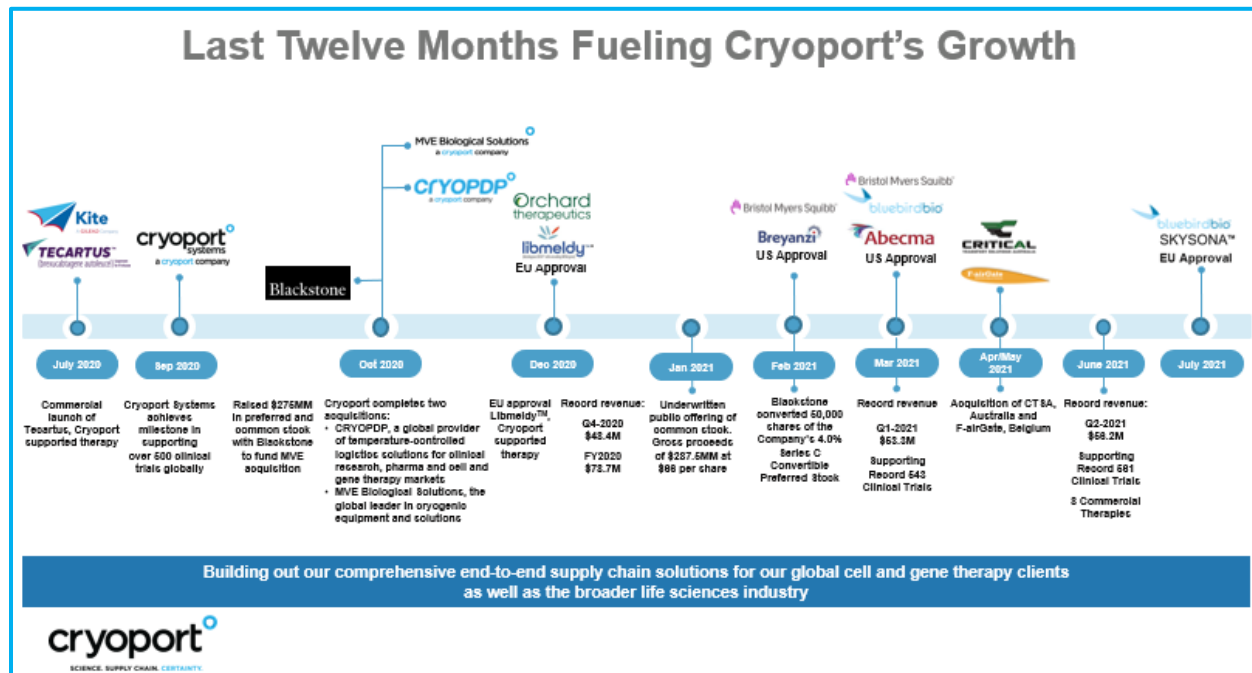 Last Twelve Months Fueling Cryoport's Growth
MVE Biological Solutions
a cryoport company
CRYOPDP
a cryoport company
Kite
A GILEAD Company
TECARTUS™
(brexucabtagene autoleucel)
cryoport
systems
a cryoport company
Blackstone
Orchard
therapeutics
libmeldy
EU Approval
Bristol Myers Squibb
Breyanzi
US Approval
Bristol Myers Squibb
bluebirdbio
Abecma
US Approval
CRITICAL
F-airGate
bluebirdbio
SKYSONA™
EU Approval
July 2020
Sep 2020
Oct 2020
Dec 2020
Jan 2021
Feb 2021
Mar 2021
Apr/May
2021
June 2021
July 2021
Commercial
launch of
Tecartus, Cryoport
supported therapy
Cryoport Systems
achieves
milestone in
supporting
over 500 clinical
trials globally
Raised $275MM
in preferred and
common stock
with Blackstone
to fund MVE
acquisition
Cryoport completes two
acquisitions:
• CRYOPDP, a global provider
of temperature-controlled
logistics solutions for clinical
research, pharma and cell and
gene therapy markets
• MVE Biological Solutions, the
global leader in cryogenic
equipment and solutions
EU approval
Libmeldy™,
Cryoport
supported
therapy
Record revenue:
Q4-2020
$48.4M
FY2020
$78.7M
Underwritten
public offering of
common stock.
Gross proceeds
of $287.5MM at
$66 per share
Blackstone
converted 50,000
shares of the
Company's 4.0%
Series C
Convertible
Preferred Stock
Record revenue
Q1-2021
$53.3M
Supporting
Record 543
Clinical Trials
Acquisition of CTSA,
Australia and
F-airGate, Belgium
Record revenue:
Q2-2021
$56.2M
Supporting
Record 561
Clinical Trials
8 Commercial
Therapies
Building out our comprehensive end-to-end supply chain solutions for our global cell and gene therapy clients
as well as the broader life sciences industry
cryoport
SCIENCE. SUPPLY CHAIN. CERTAINTY.